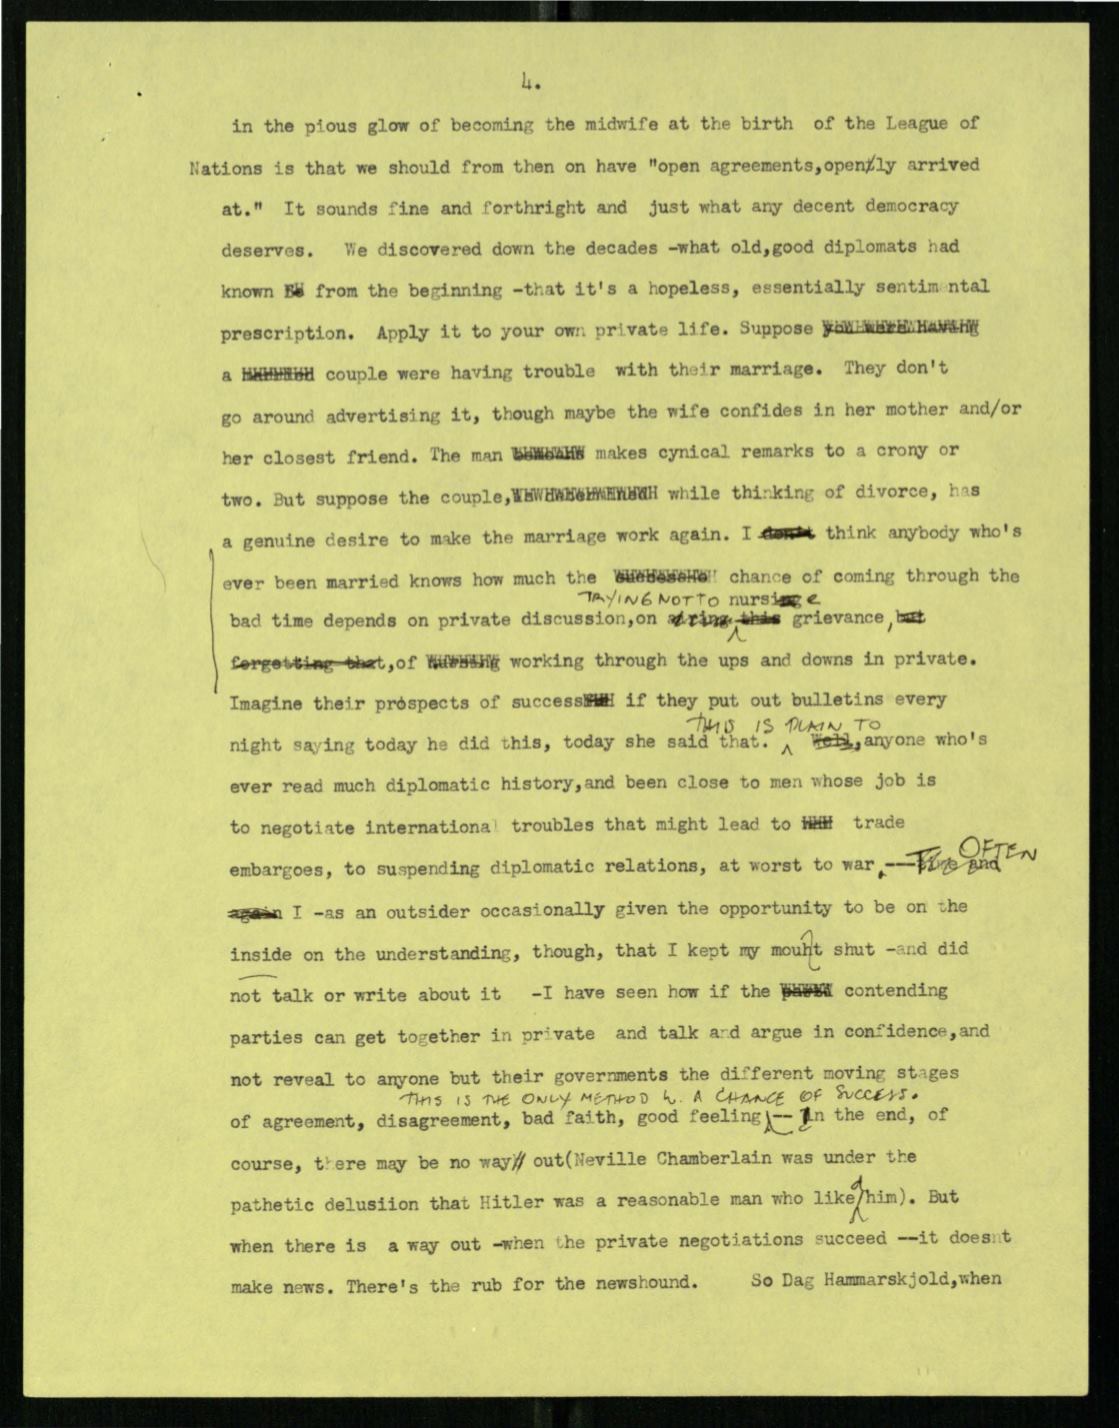 4.
in the pious glow of becoming the midwife at the birth of the League of
Nations is that we should from then on have "open agreements,openly arrived
at." It sounds fine and forthright and just what any decent democracy
deserves. We discovered down the decades -what old,good diplomats had
known from the beginning -that it's a hopeless, essentially sentimental
prescription. Apply it to your own private life. Suppose you were having
a couple were having trouble with their marriage. They don't
go around advertising it, though maybe the wife confides in her mother and/or
her closest friend. The man makes cynical remarks to a crony or
two. But suppose the couple, while thinking of divorce, has
a genuine desire to make the marriage work again. I don't think anybody who's
ever been married knows how much the chance of coming through the
TRYING NOT TO nurse
bad time depends on private discussion,on airing this grievance, but
forgetting that,of nursing working through the ups and downs in private.
Imagine their prospects of success if they put out bulletins every
THIS IS PLAIN TO
night saying today he did this, today she said that. Well, anyone who's
ever read much diplomatic history,and been close to men whose job is
to negotiate international troubles that might lead to trade
OFTEN
embargoes, to suspending diplomatic relations, at worst to war,--- time and
again I -as an outsider occasionally given the opportunity to be on the
inside on the understanding, though, that I kept my mouht shut -and did
not talk or write about it -I have seen how if the contending
parties can get together in private and talk and argue in confidence,and
not reveal to anyone but their governments the different moving stages
THIS IS THE ONLY METHOD W. A CHANCE OF SUCCESS.
of agreement, disagreement, bad faith, good feeling -- In the end, of
course, there may be no way out(Neville Chamberlain was under the
pathetic delusiion that Hitler was a reasonable man who liked him). But
when there is a way out -when the private negotiations succeed --it doesnt
make news. There's the rub for the newshound. So Dag Hammarskjold,when